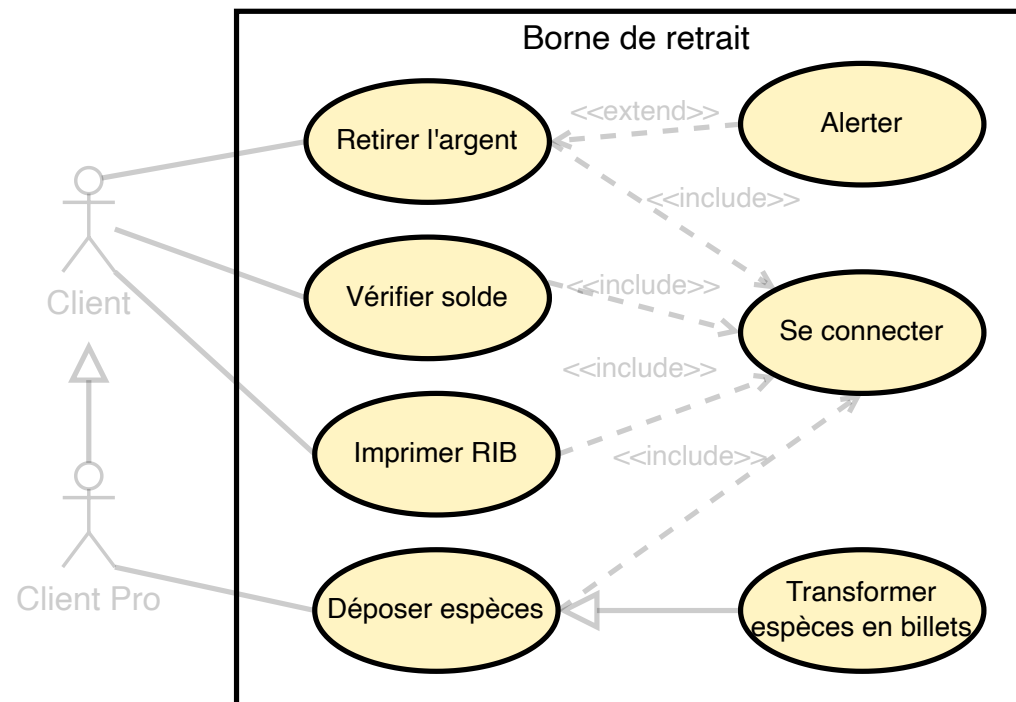 Borne de retrait
Retirer l'argent
<<extend>>
Alerter
<<include>>
Client
Vérifier solde
<<include>>
Se connecter
<<include>>
Imprimer RIB
<<include>>
Client Pro
Déposer espèces
Transformer
espèces en billets